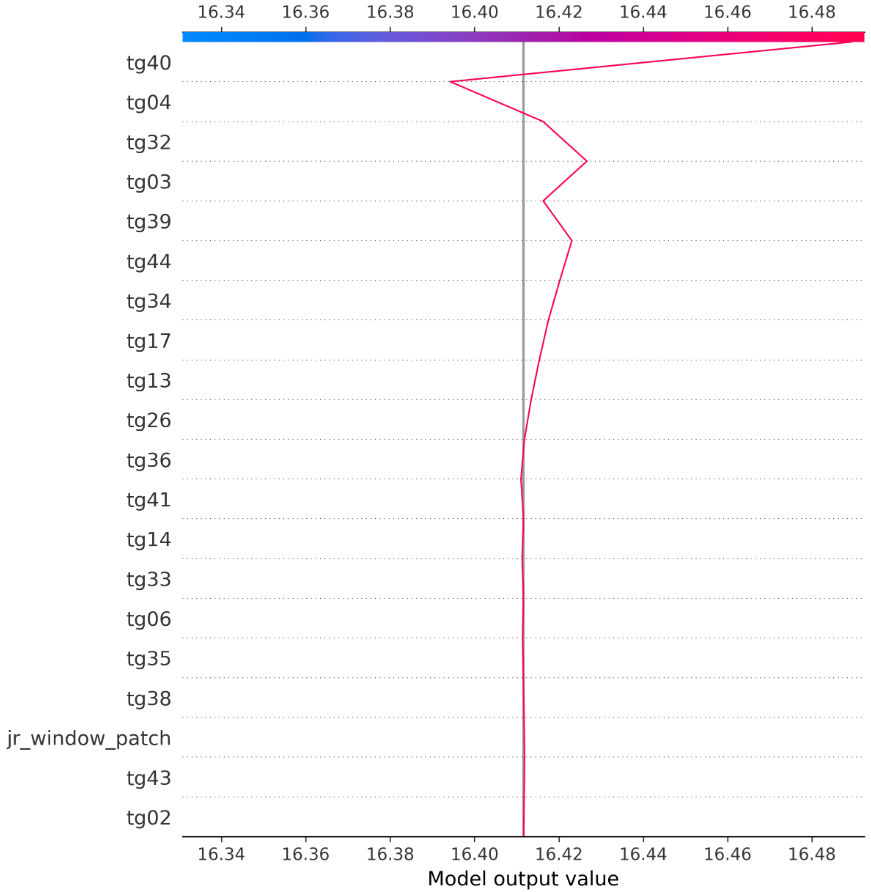 16.34 16.36 16.38 16.40 16.42 16.44 16.46 16.48
tg40
tg04
tg32
tg03
tg39
tg44
tg34
tg17
tg13
tg26
tg36
tg41
tg14
tg33
tg06
tg35
tg38
jr_window_patch
tg43
tg02
16.34 16.36 16.38 16.40 16.42 16.44 16.46 16.48
Model output value